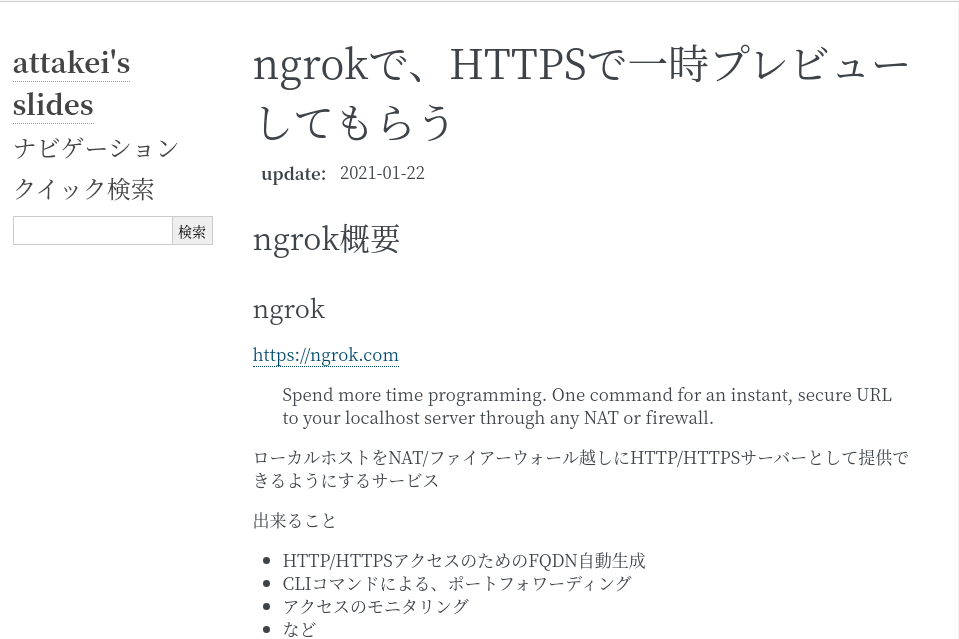 attakei's
slides
ナビゲーション
クイック検索
検索
ngrokで、HTTPSで一時プレビュー
してもらう
update: 2021-01-22
ngrok概要
ngrok
https://ngrok.com
Spend more time programming. One command for an instant, secure URL
to your localhost server through any NAT or firewall.
ローカルホストをNAT/ファイアーウォール越しにHTTP/HTTPSサーバーとして提供で
きるようにするサービス
出来ること
HTTP/HTTPSアクセスのためのFQDN自動生成
CLIコマンドによる、ポートフォワーディング
アクセスのモニタリング
など